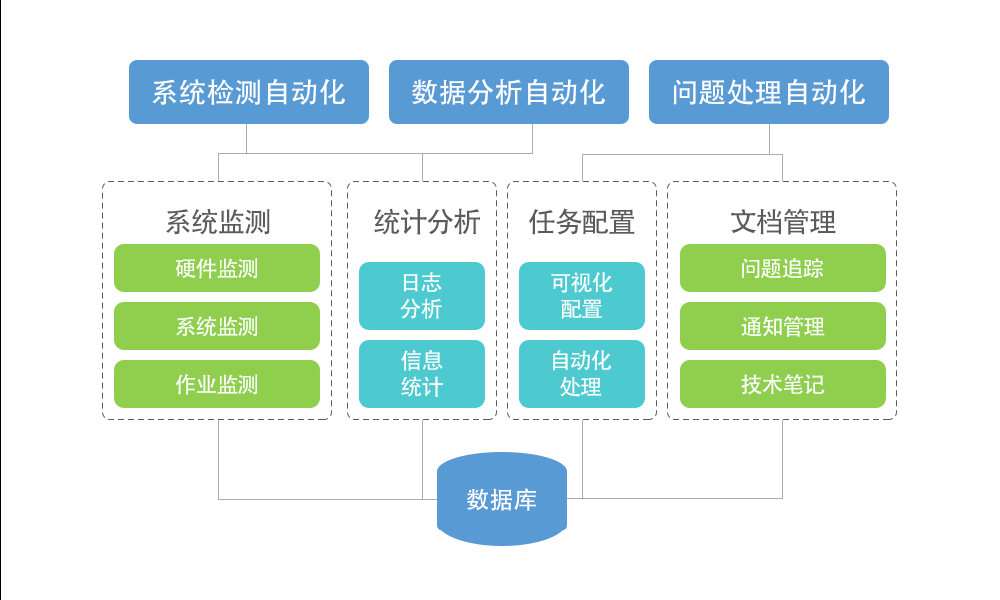 系统检测自动化
数据分析自动化
问题处理自动化
系统监测
硬件监测
系统监测
作业监测
统计分析
日志
分析
信息
统计
任务配置
可视化
配置
自动化
处理
文档管理
问题追踪
通知管理
技术笔记
数据库